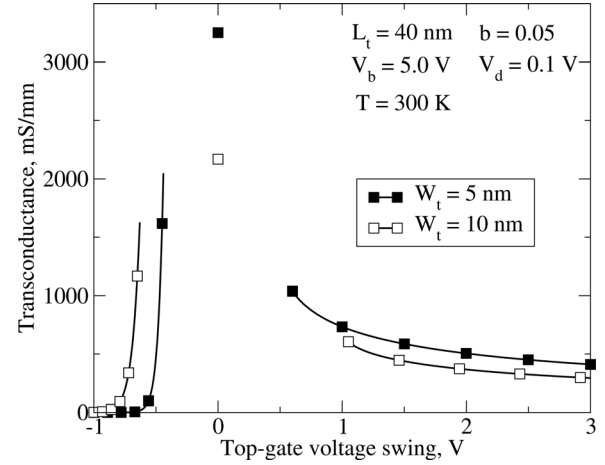 3000
2000
1000
0
L_t = 40 nm b = 0.05
V_b = 5.0 V V_d = 0.1 V
T = 300 K
W_t = 5 nm
W_t = 10 nm
Transconductance, mS/mm
-1 0 1 2 3
Top-gate voltage swing, V